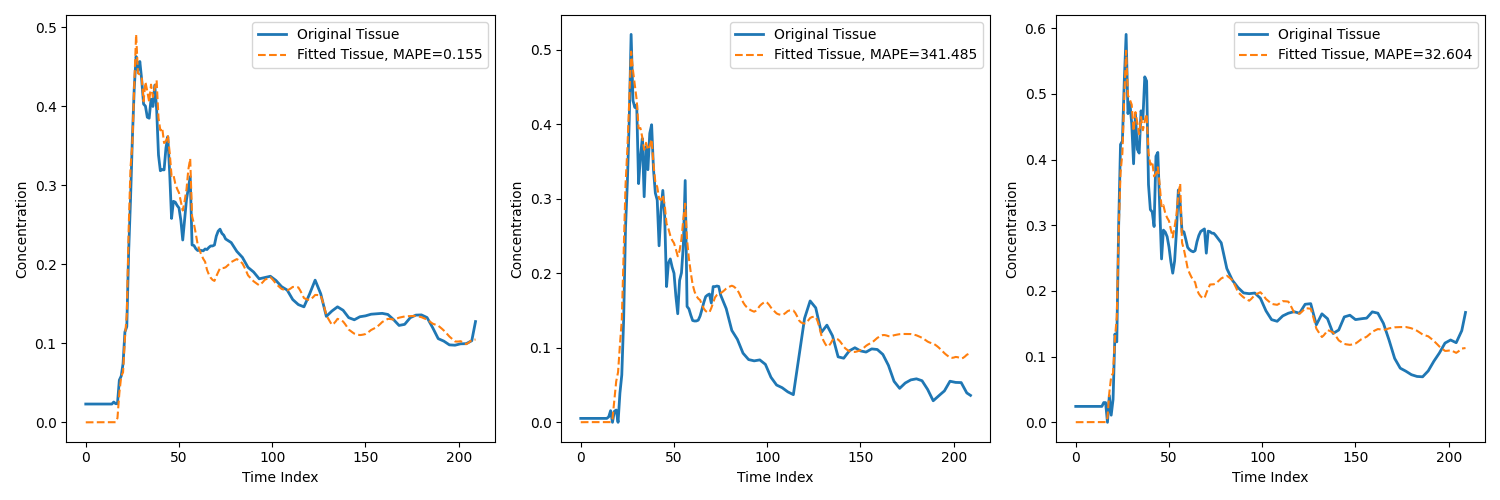 Original Tissue
Fitted Tissue, MAPE=0.155
Concentration
0.5
0.4
0.3
0.2
0.1
0.0
0 50 100 150 200
Time Index
Original Tissue
Fitted Tissue, MAPE=341.485
Concentration
0.5
0.4
0.3
0.2
0.1
0.0
0 50 100 150 200
Time Index
Original Tissue
Fitted Tissue, MAPE=32.604
Concentration
0.6
0.5
0.4
0.3
0.2
0.1
0.0
0 50 100 150 200
Time Index